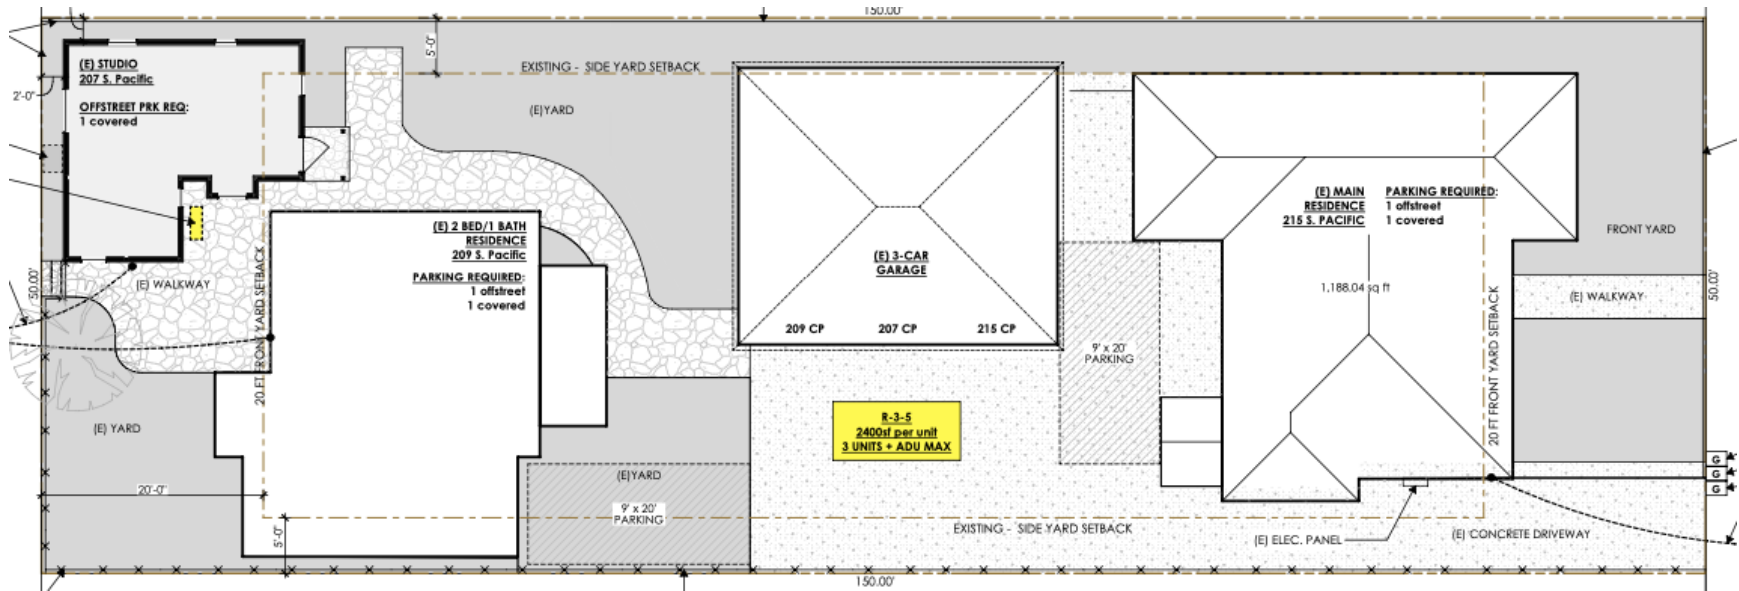 150.00'
(E) STUDIO
207 S. Pacific
OFFSTREET PRK REQ:
1 covered
2'-0"
5'-0"
EXISTING - SIDE YARD SETBACK
(E)YARD
(E) 2 BED/1 BATH
RESIDENCE
209 S. Pacific
PARKING REQUIRED:
1 offstreet
1 covered
(E) WALKWAY
50.00'
20 FT FRONT YARD SETBACK
(E) YARD
20'-0"
5'-0"
(E)YARD
9' x 20'
PARKING
(E) 3-CAR
GARAGE
209 CP
207 CP
215 CP
9' x 20'
PARKING
R-3-5
2400sf per unit
3 UNITS + ADU MAX
EXISTING - SIDE YARD SETBACK
150.00'
(E) MAIN
RESIDENCE
215 S. PACIFIC
PARKING REQUIRED:
1 offstreet
1 covered
1,188.04 sq ft
20 FT FRONT YARD SETBACK
FRONT YARD
(E) WALKWAY
50.00'
G
G
G
(E) ELEC. PANEL
(E) CONCRETE DRIVEWAY